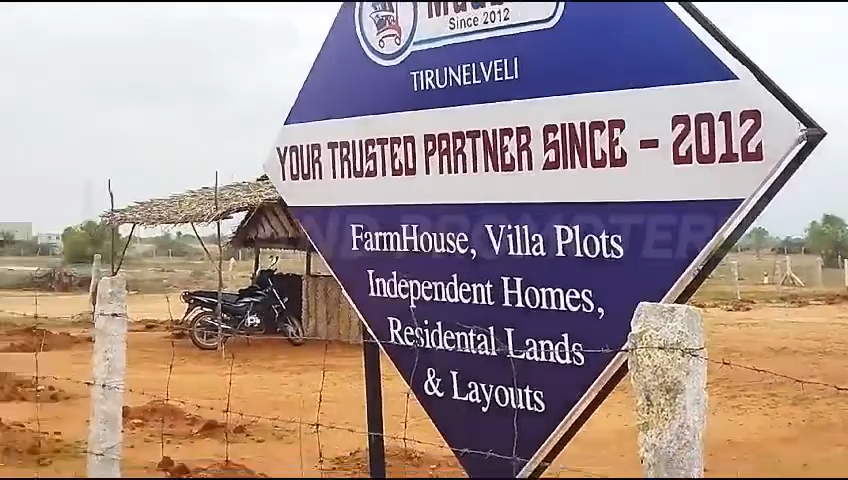 Since 2012
TIRUNELVELI
YOUR TRUSTED PARTNER SINCE - 2012
FarmHouse, Villa Plots
Independent Homes,
Residental Lands
& Layouts